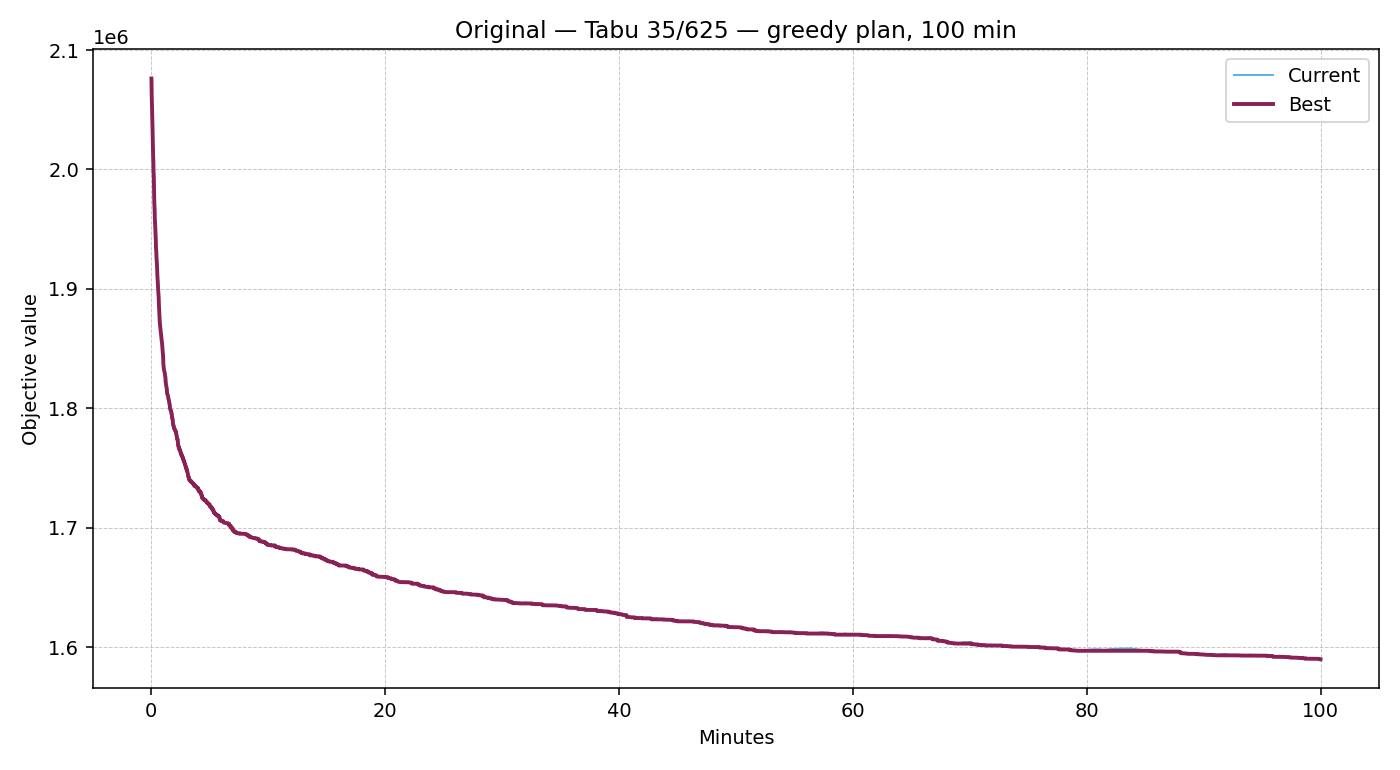 Original — Tabu 35/625 — greedy plan, 100 min
1e6
2.1
2.0
1.9
1.8
1.7
1.6
Objective value
Current
Best
0 20 40 60 80 100
Minutes